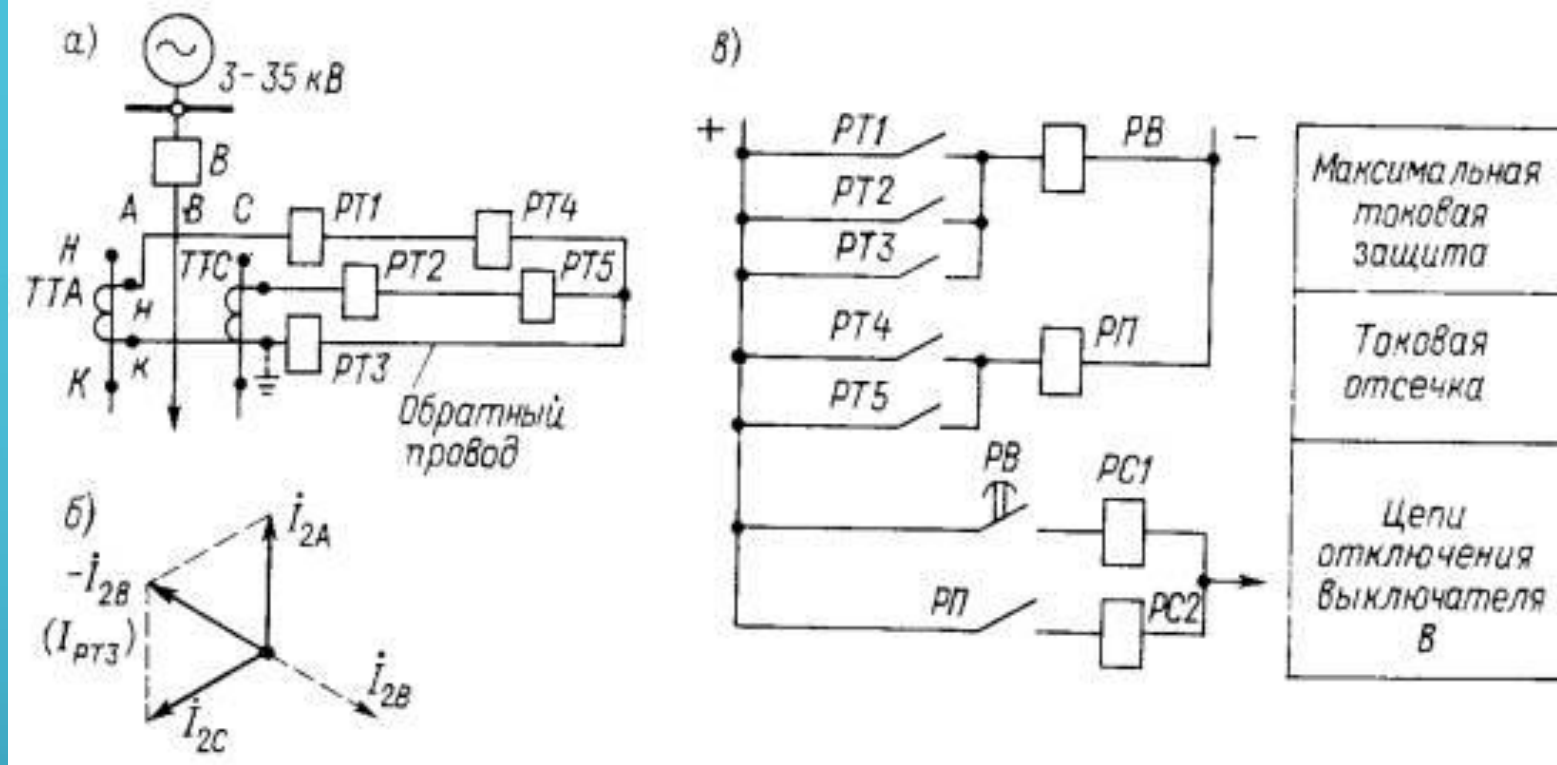 а)
3-35 кВ
В
А В С РТ1 РТ4
Н ТТС РТ2 РТ5
ТТА н
К к РТ3
Обратный
провод
б)
İ2A
-İ2B
(IРТ3)
İ2B
İ2C
в)
+ РТ1 РВ -
РТ2
РТ3
РТ4 РП
РТ5
РВ РС1
РП РС2
Максимальная
токовая
защита
Токовая
отсечка
Цепи
отключения
выключателя
В